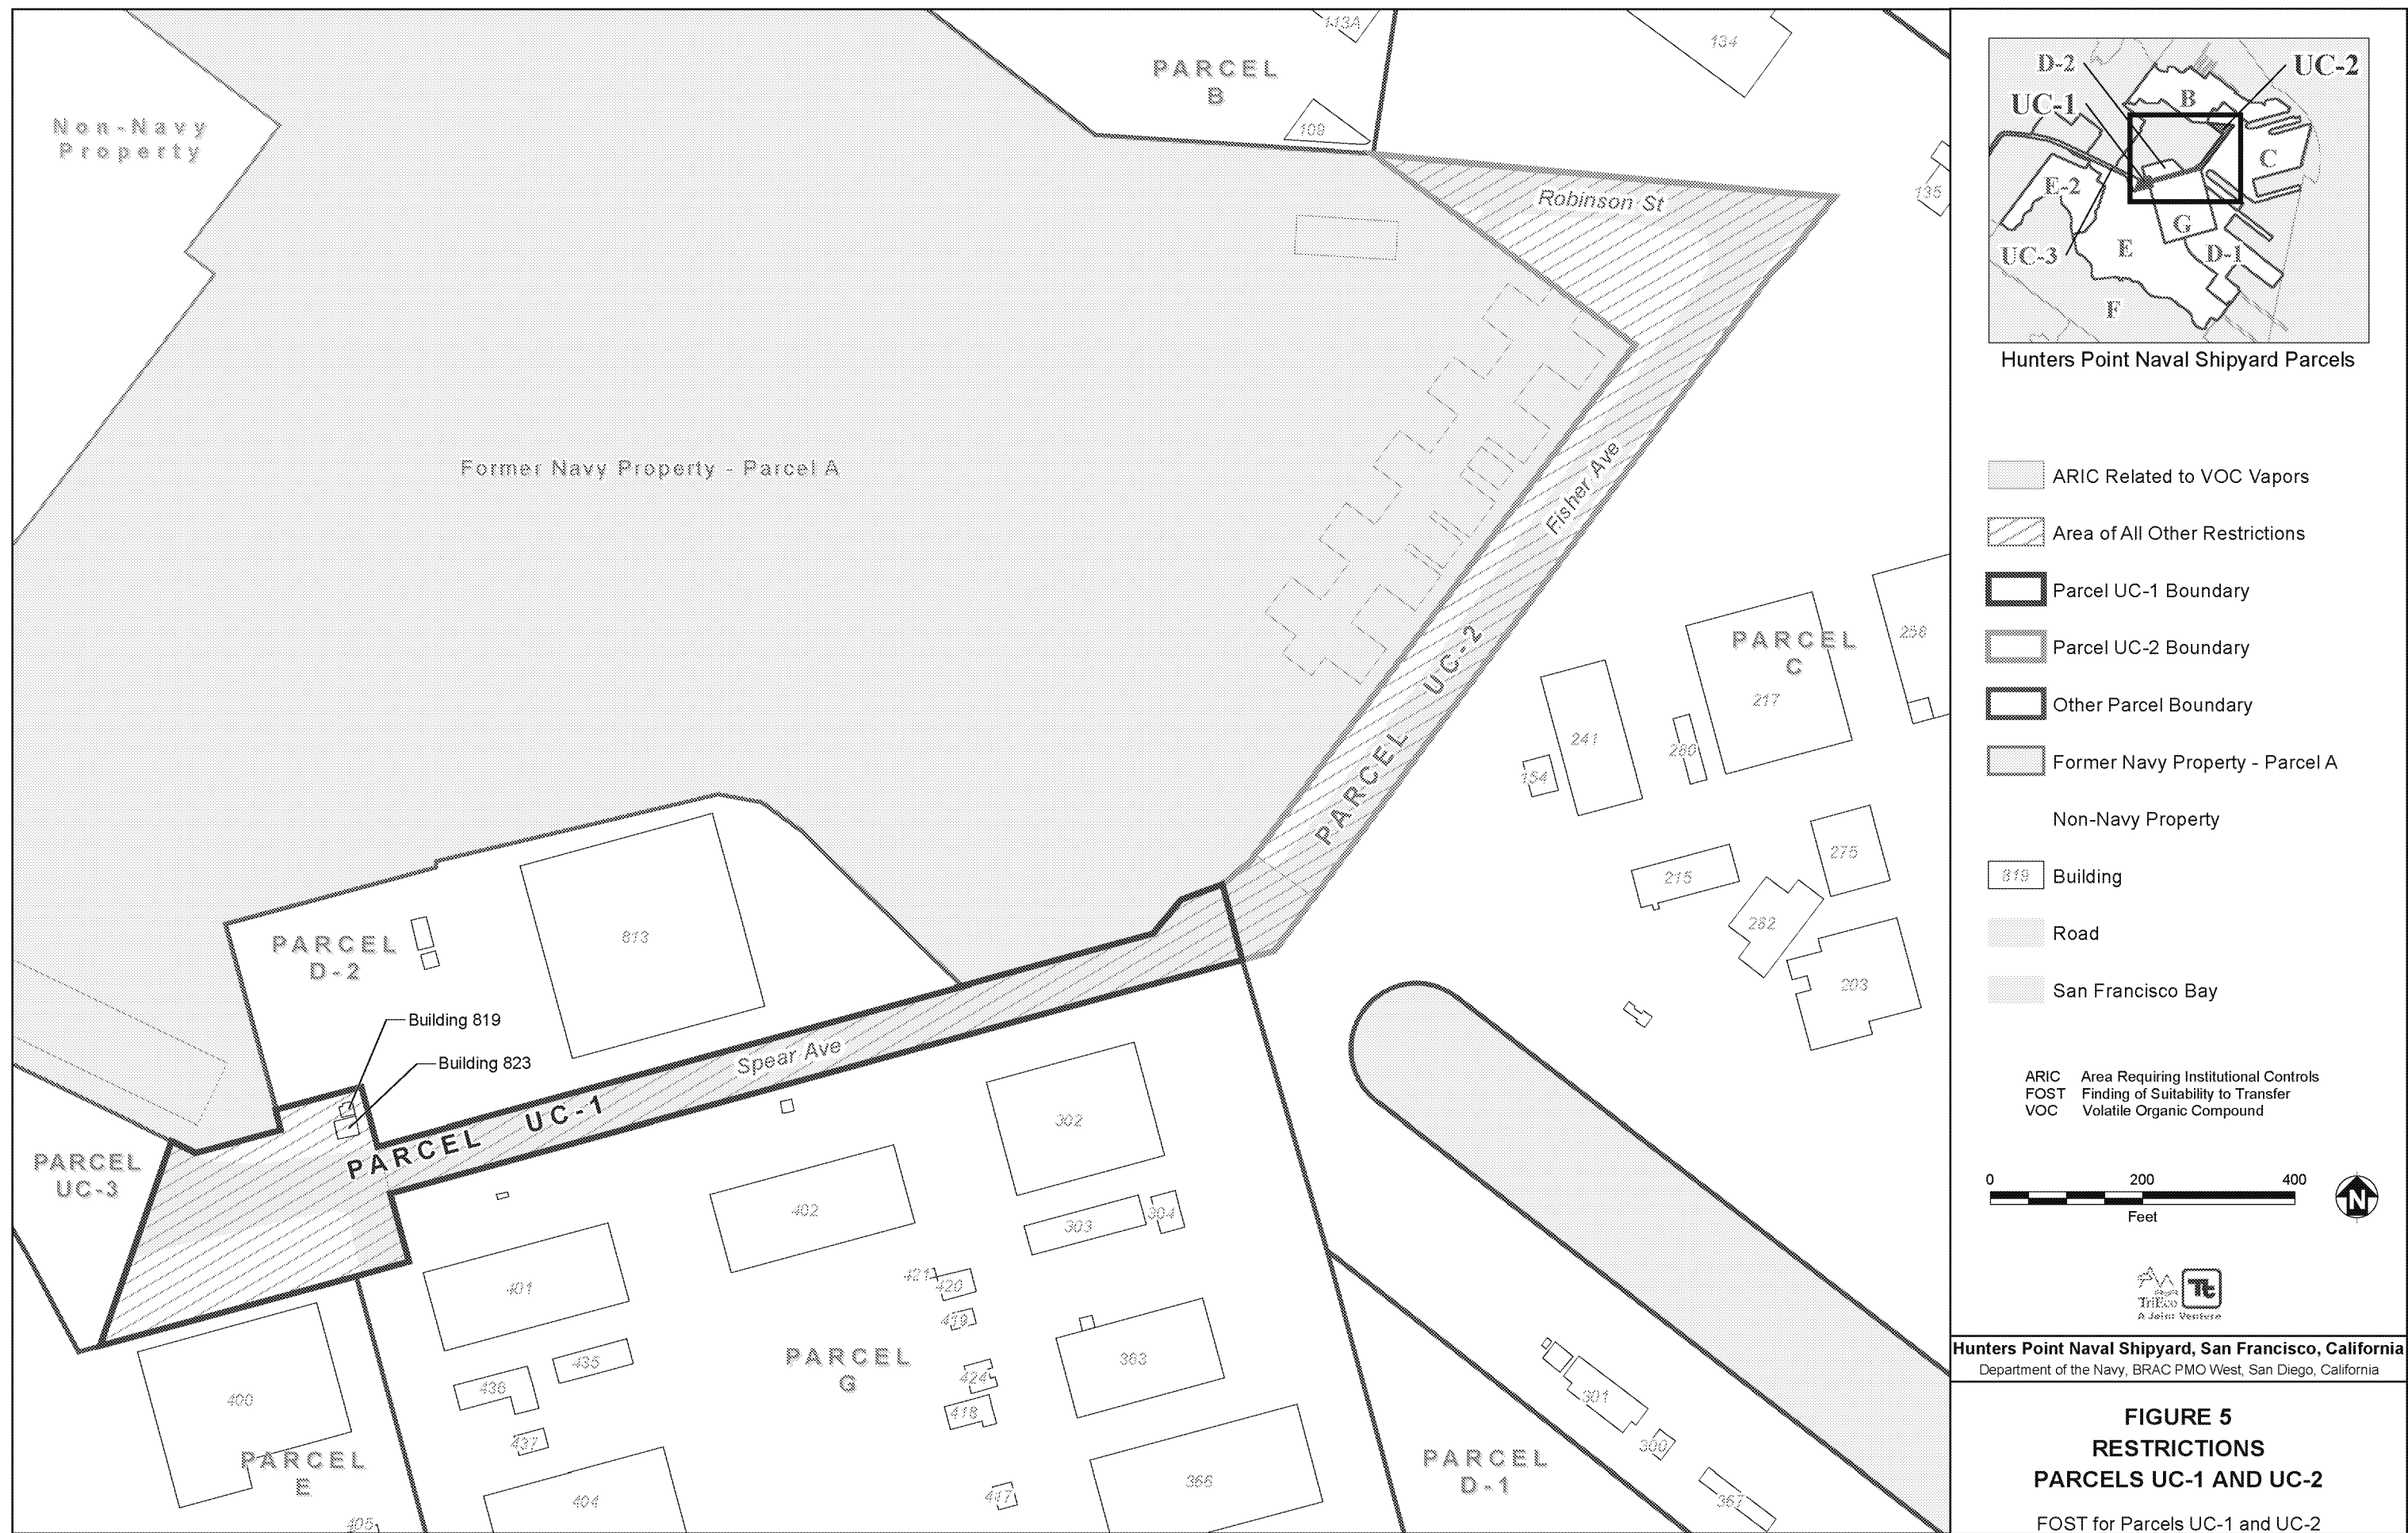 113A
134
PARCEL
B
109
135
Non-Navy
Property
Robinson St
Former Navy Property - Parcel A
Fisher Ave
PARCEL UC-2
PARCEL
C
258
217
241
280
154
275
215
282
203
813
PARCEL
D-2
Building 819
Building 823
Spear Ave
PARCEL UC-1
PARCEL
UC-3
302
402
303
304
401
421
420
419
435
436
437
424
418
363
PARCEL
G
400
PARCEL
E
404
405
417
366
PARCEL
D-1
301
300
367
D-2
UC-2
UC-1
B
C
E-2
G
UC-3
E
D-1
F
Hunters Point Naval Shipyard Parcels
ARIC Related to VOC Vapors
Area of All Other Restrictions
Parcel UC-1 Boundary
Parcel UC-2 Boundary
Other Parcel Boundary
Former Navy Property - Parcel A
Non-Navy Property
819 Building
Road
San Francisco Bay
ARIC Area Requiring Institutional Controls
FOST Finding of Suitability to Transfer
VOC Volatile Organic Compound
0 200 400
Feet
N
TriEco Tt
A Joint Venture
Hunters Point Naval Shipyard, San Francisco, California
Department of the Navy, BRAC PMO West, San Diego, California
FIGURE 5
RESTRICTIONS
PARCELS UC-1 AND UC-2
FOST for Parcels UC-1 and UC-2